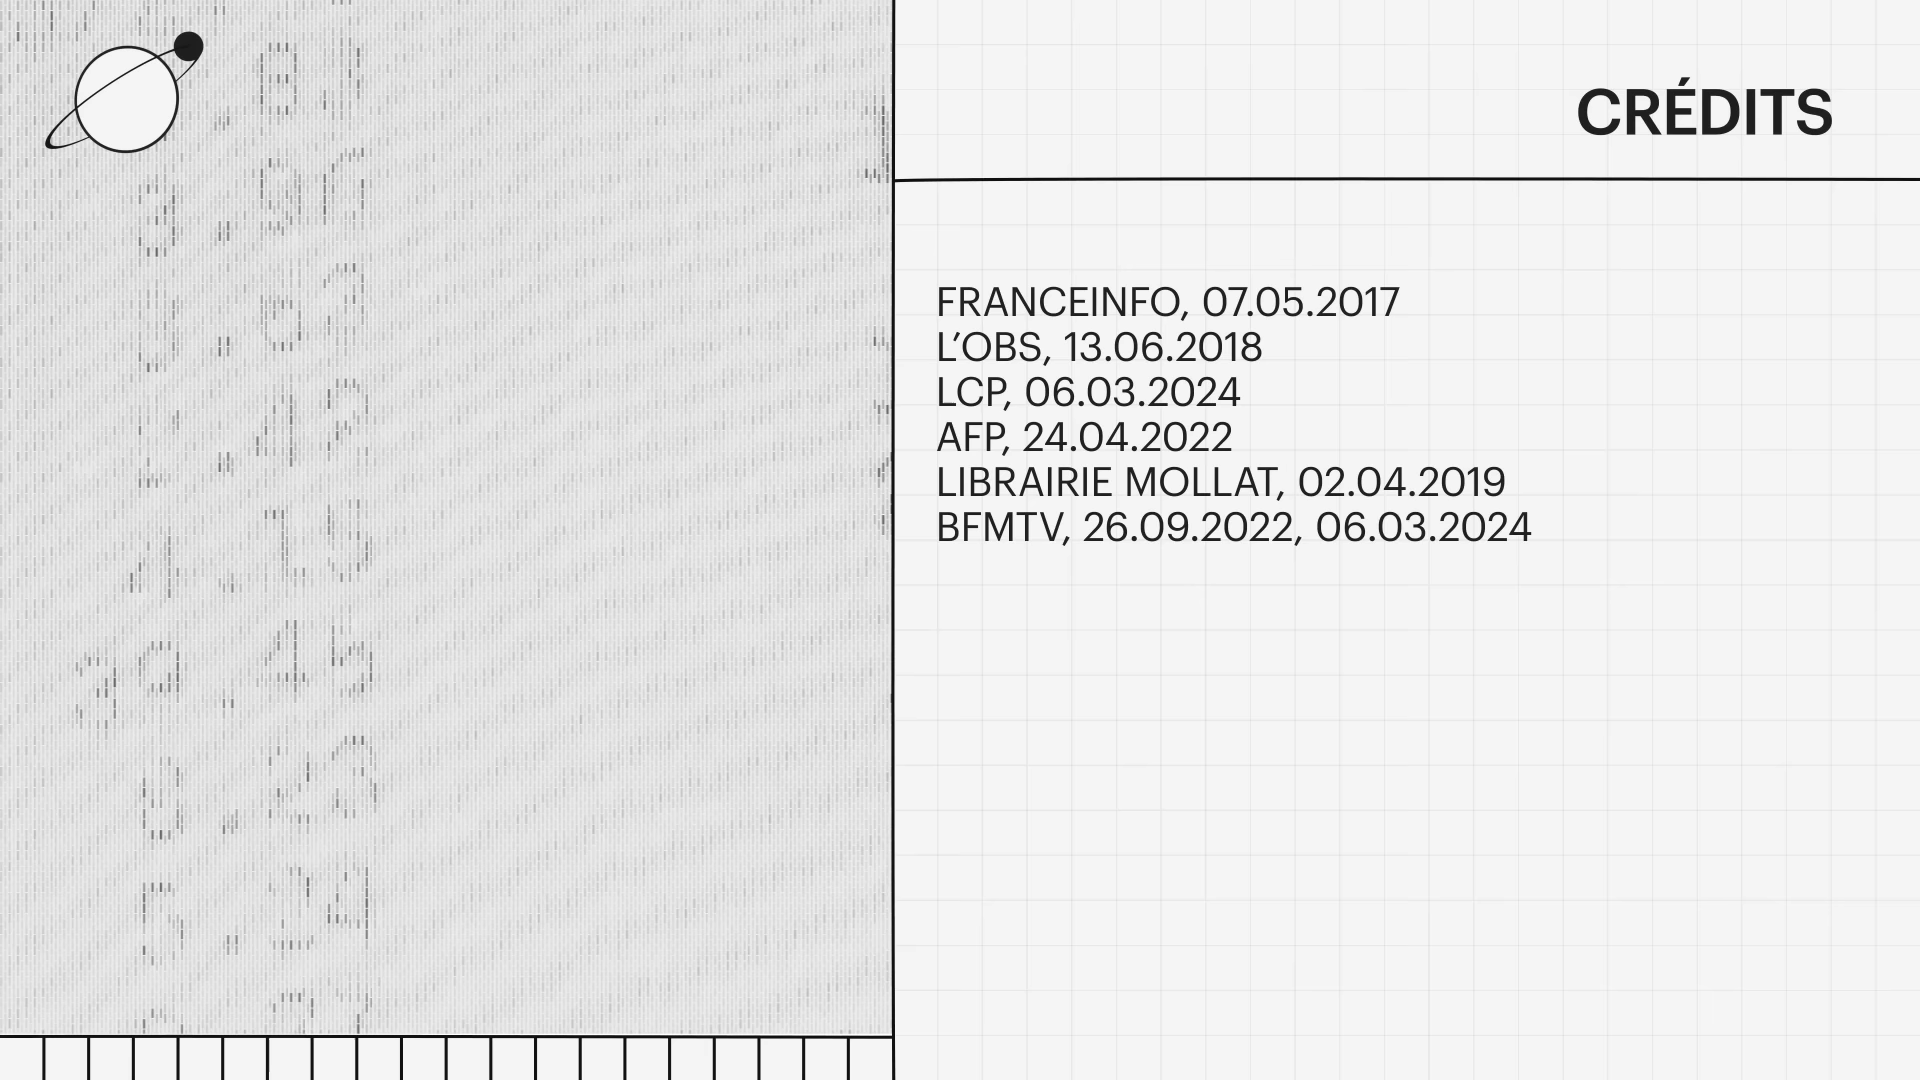 CRÉDITS
FRANCEINFO, 07.05.2017
L’OBS, 13.06.2018
LCP, 06.03.2024
AFP, 24.04.2022
LIBRAIRIE MOLLAT, 02.04.2019
BFMTV, 26.09.2022, 06.03.2024